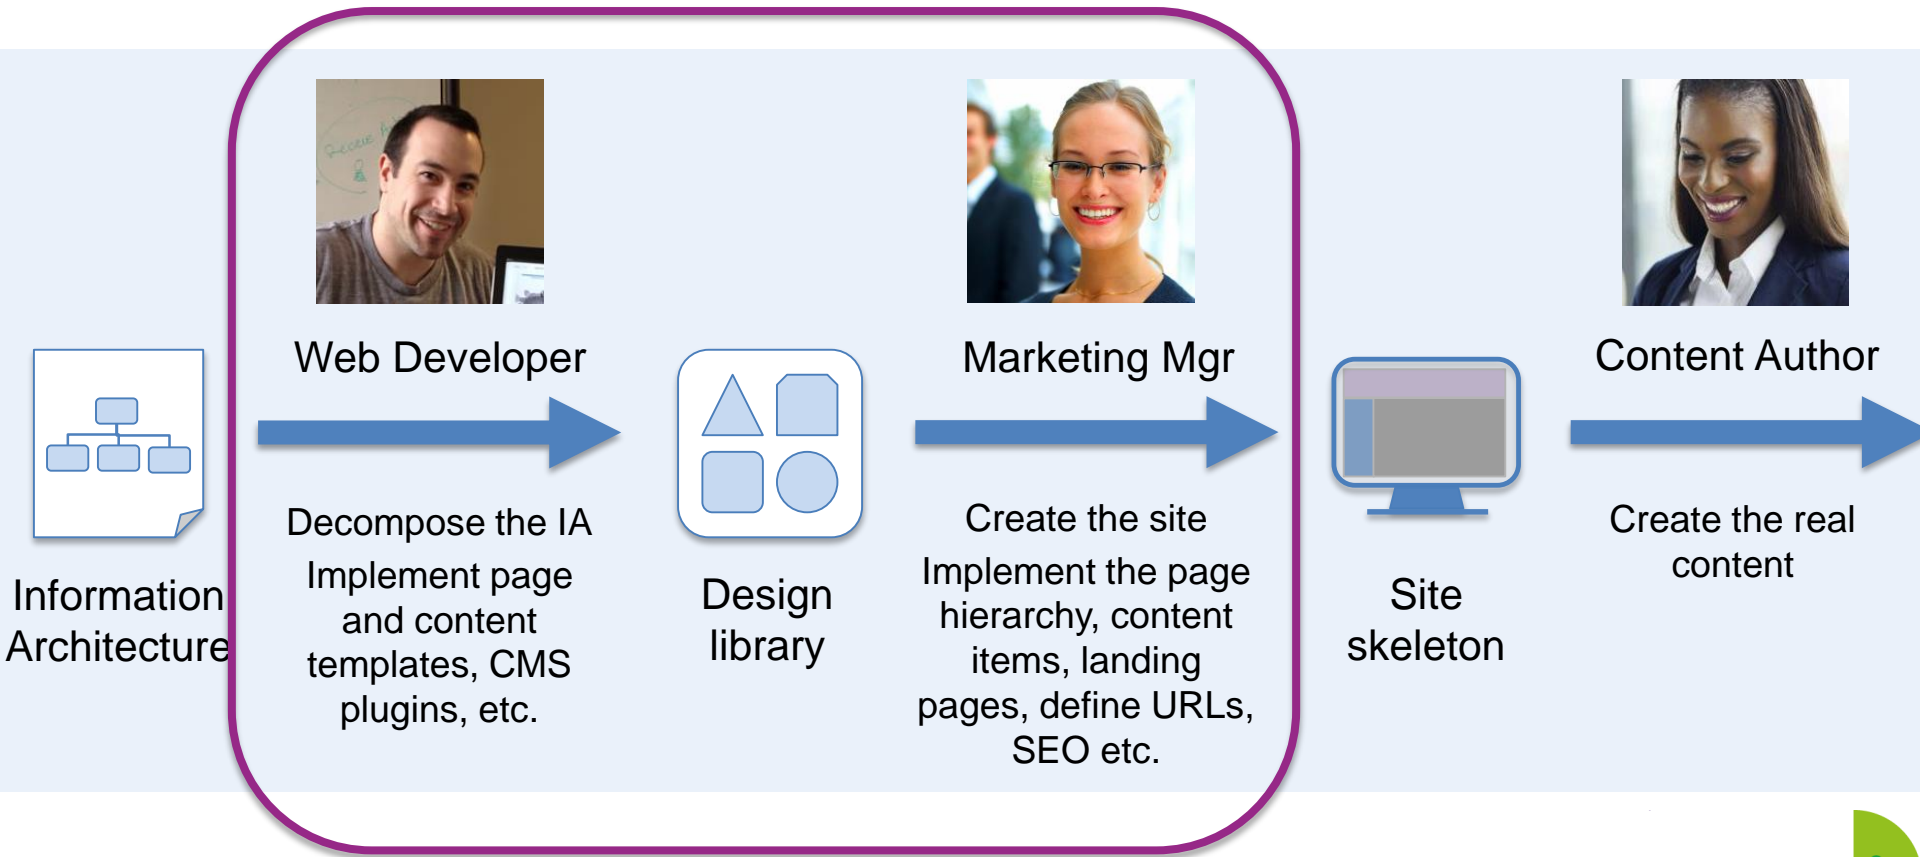 Web Developer
Marketing Mgr
Content Author
Decompose the IA
Implement page
and content
templates, CMS
plugins, etc.
Create the site
Implement the page
hierarchy, content
items, landing
pages, define URLs,
SEO etc.
Create the real
content
Information
Architecture
Design
library
Site
skeleton